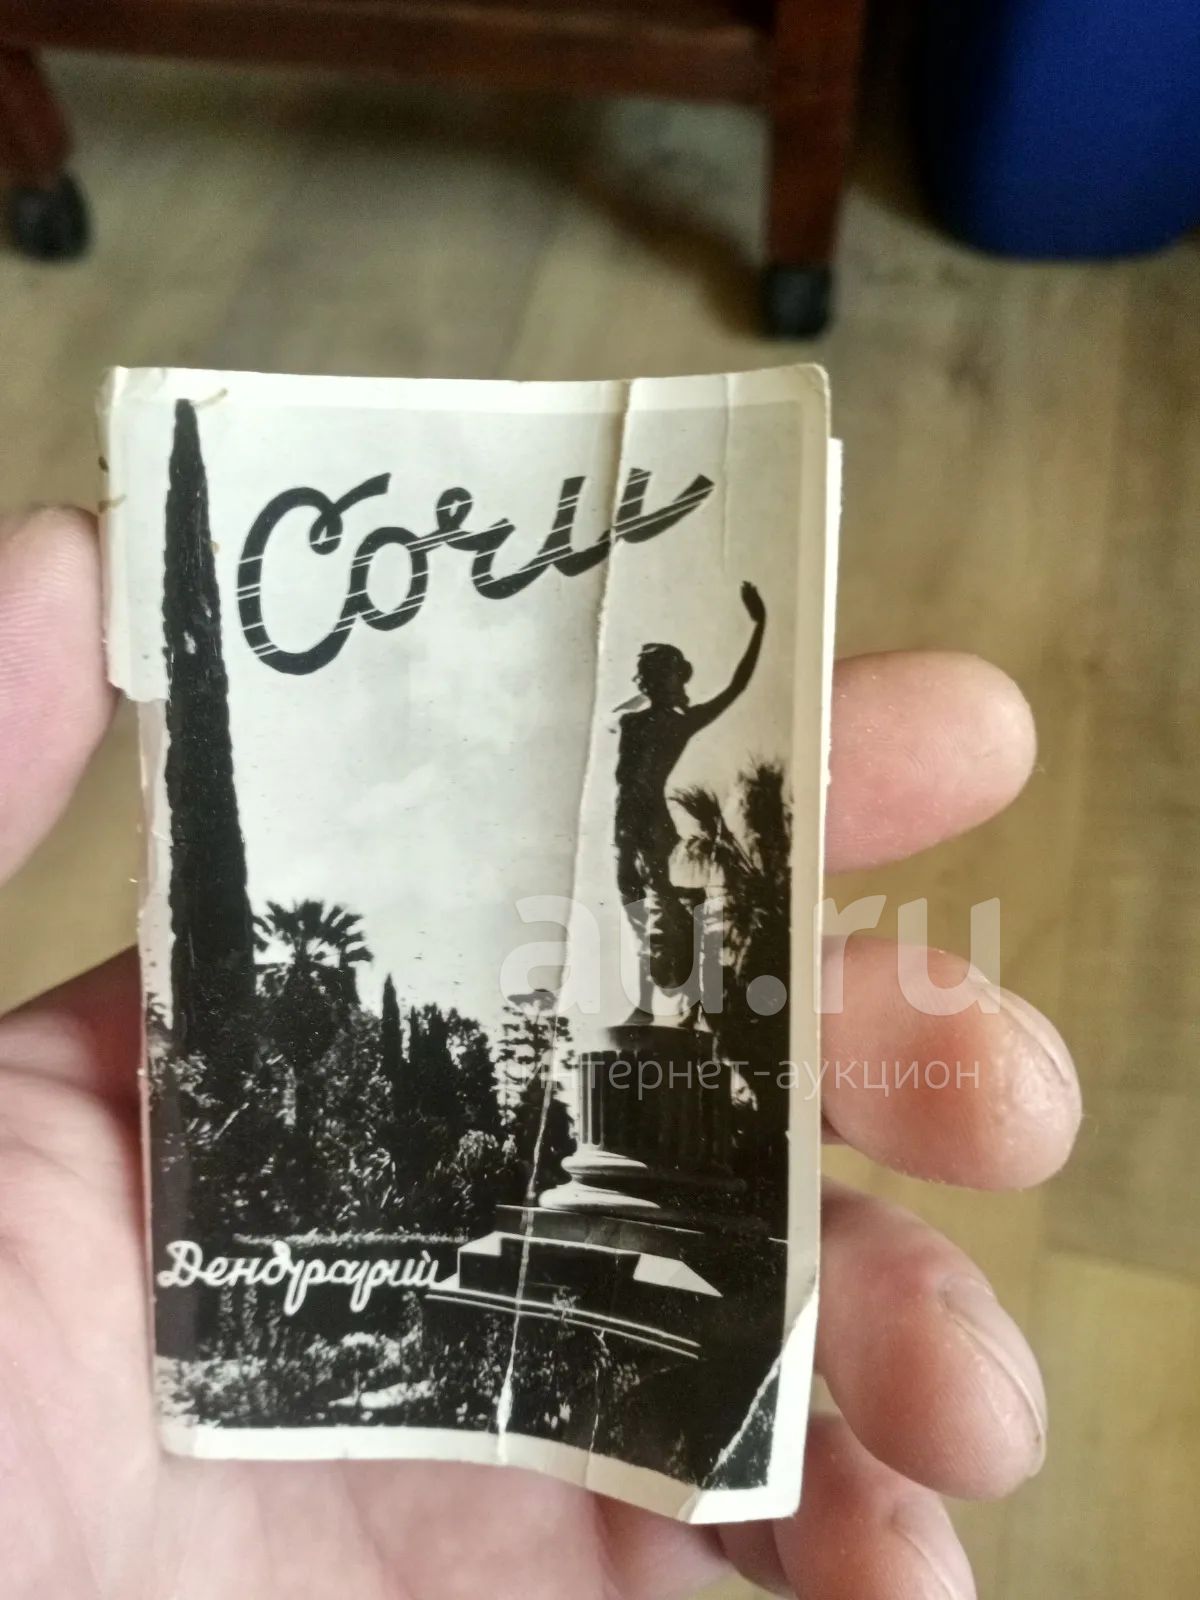 Сочи
au.ru
интернет-аукцион
Дендрарий